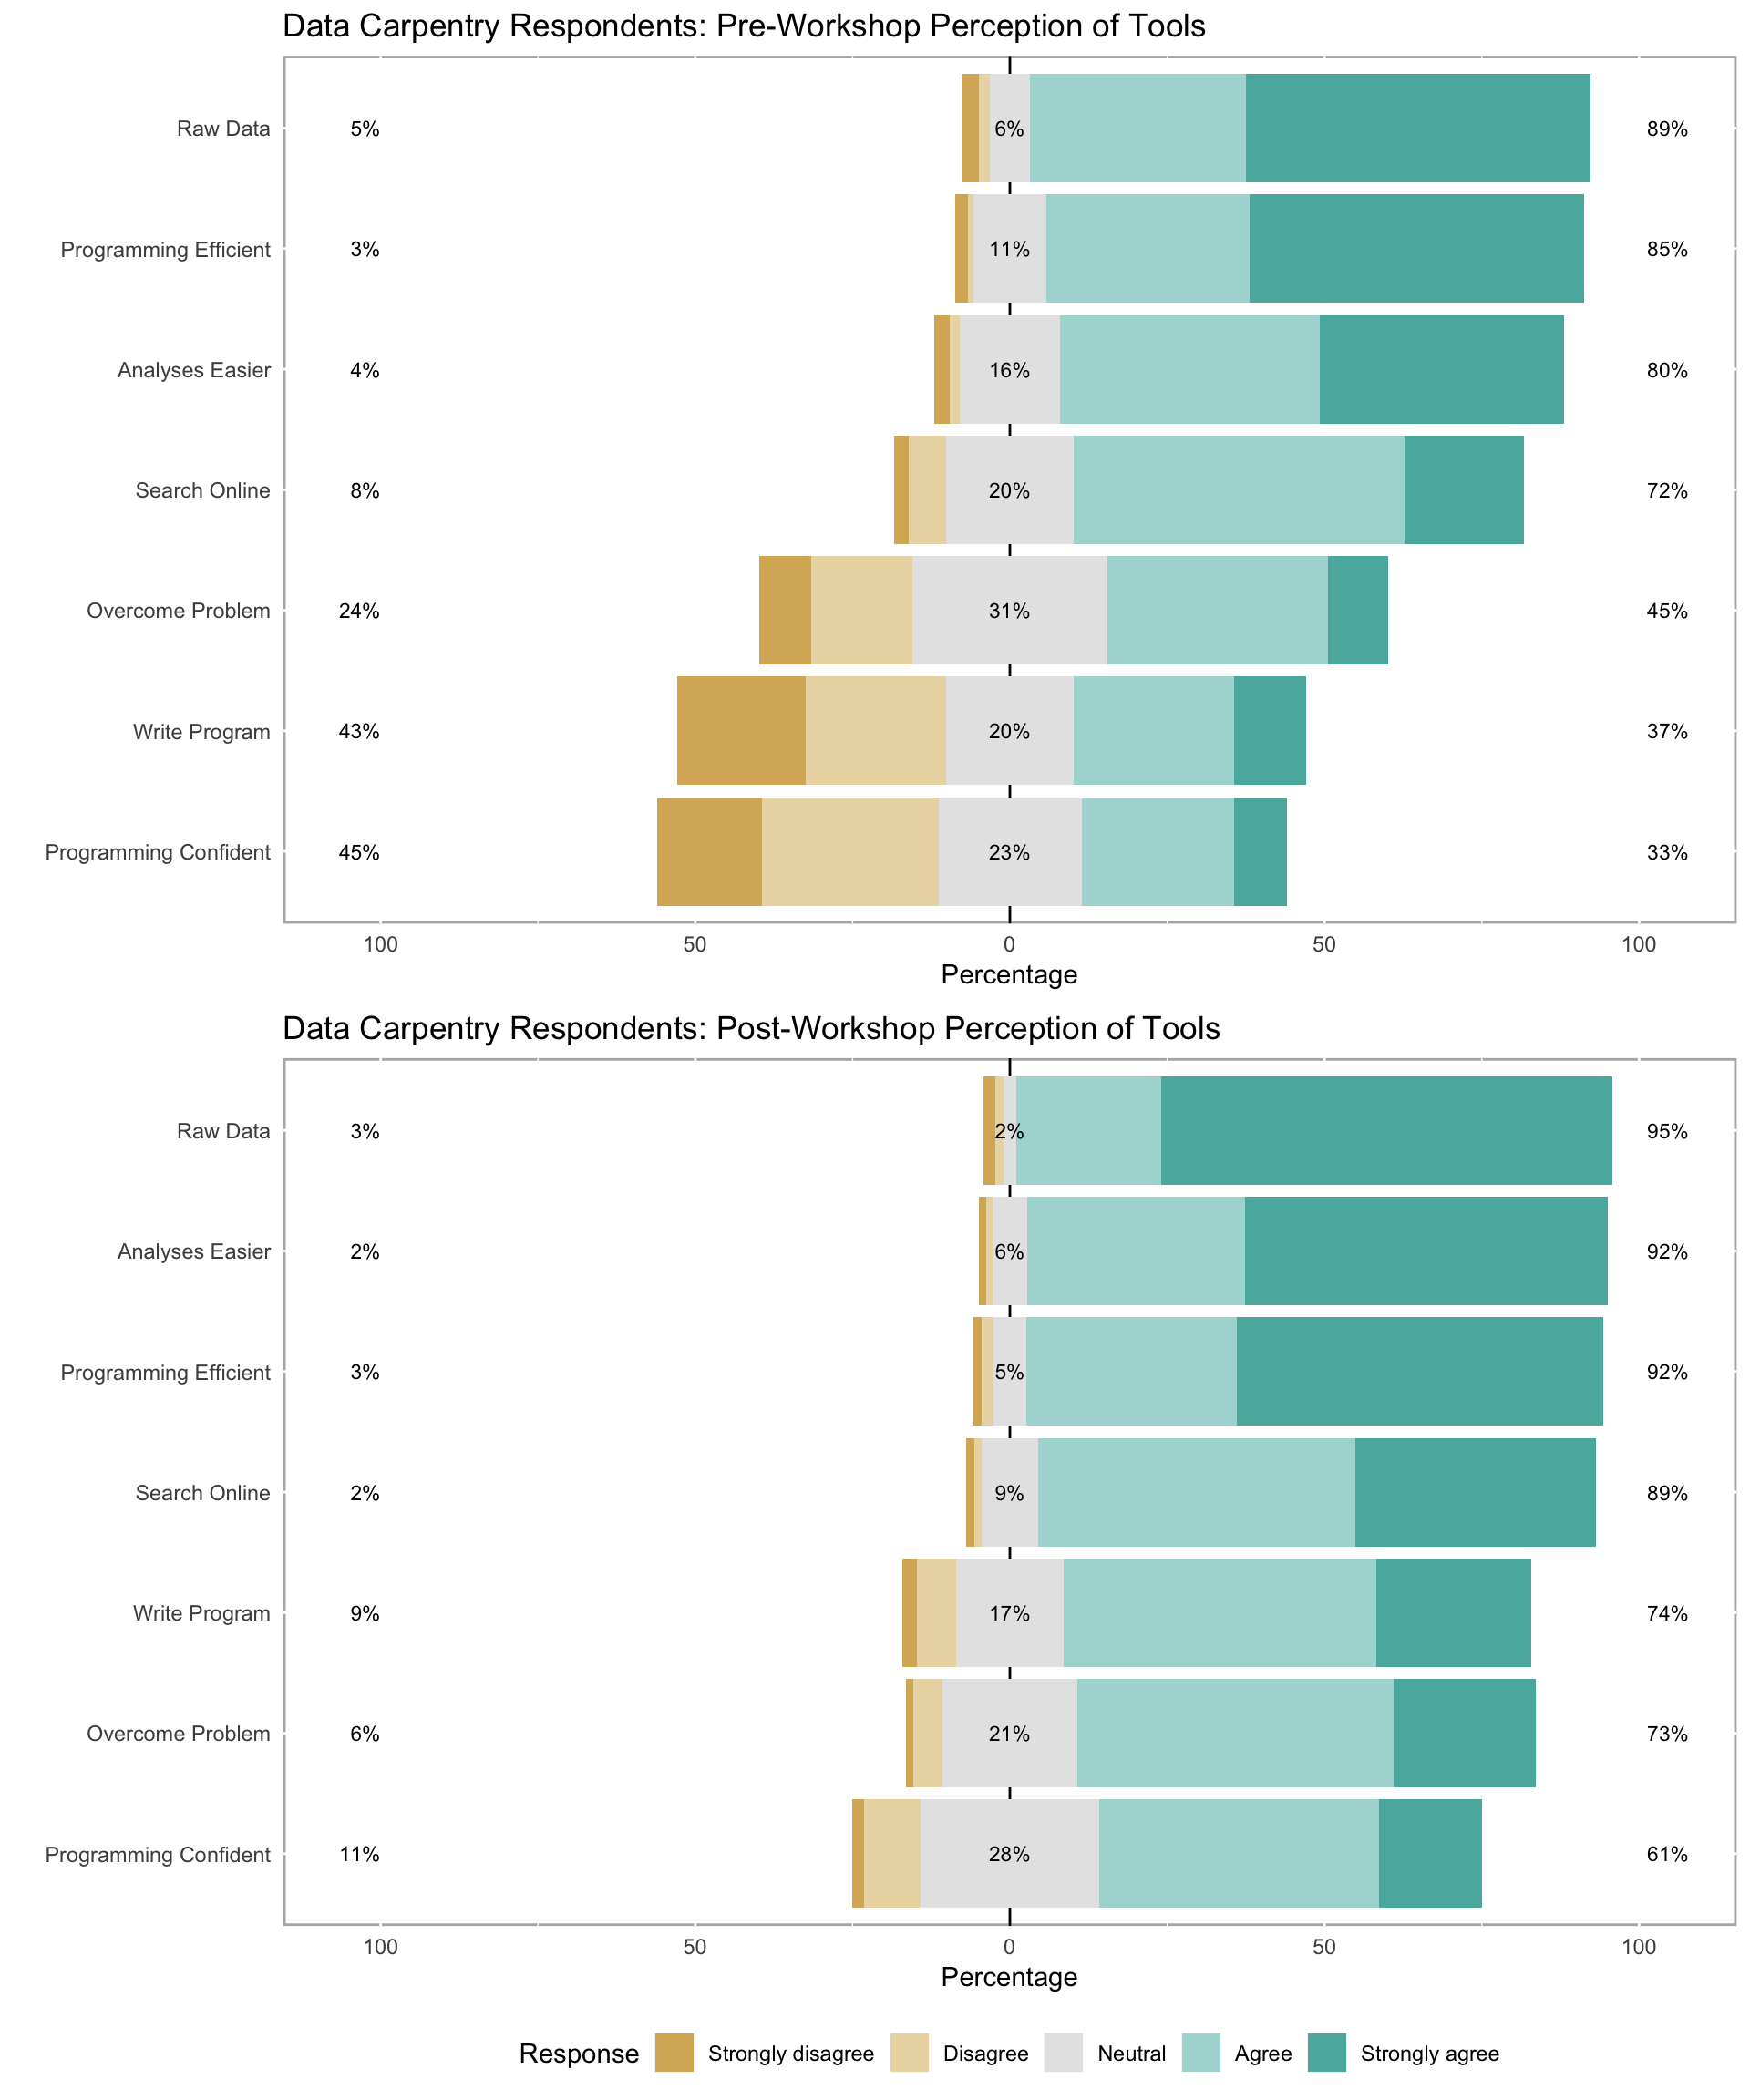 Data Carpentry Respondents: Pre-Workshop Perception of Tools
Raw Data 5% 6% 89%
Programming Efficient 3% 11% 85%
Analyses Easier 4% 16% 80%
Search Online 8% 20% 72%
Overcome Problem 24% 31% 45%
Write Program 43% 20% 37%
Programming Confident 45% 23% 33%
100 50 0 50 100
Percentage
Data Carpentry Respondents: Post-Workshop Perception of Tools
Raw Data 3% 2% 95%
Analyses Easier 2% 6% 92%
Programming Efficient 3% 5% 92%
Search Online 2% 9% 89%
Write Program 9% 17% 74%
Overcome Problem 6% 21% 73%
Programming Confident 11% 28% 61%
100 50 0 50 100
Percentage
Response Strongly disagree Disagree Neutral Agree Strongly agree